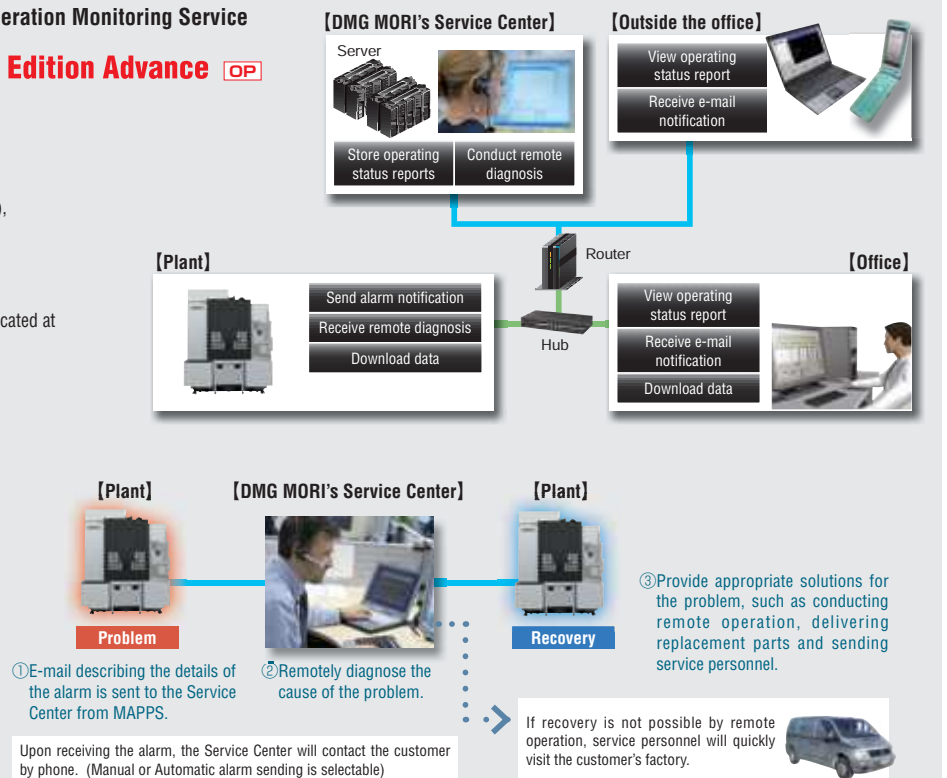 eration Monitoring Service
Edition Advance OP
),
cated at
【DMG MORI's Service Center】
Server
Store operating
status reports
Conduct remote
diagnosis
【Outside the office】
View operating
status report
Receive e-mail
notification
Router
Hub
【Plant】
Send alarm notification
Receive remote diagnosis
Download data
【Office】
View operating
status report
Receive e-mail
notification
Download data
【Plant】
【DMG MORI's Service Center】
【Plant】
Problem
Recovery
①E-mail describing the details of
the alarm is sent to the Service
Center from MAPPS.
②Remotely diagnose the
cause of the problem.
③Provide appropriate solutions for
the problem, such as conducting
remote operation, delivering
replacement parts and sending
service personnel.
Upon receiving the alarm, the Service Center will contact the customer
by phone. (Manual or Automatic alarm sending is selectable)
If recovery is not possible by remote
operation, service personnel will quickly
visit the customer's factory.